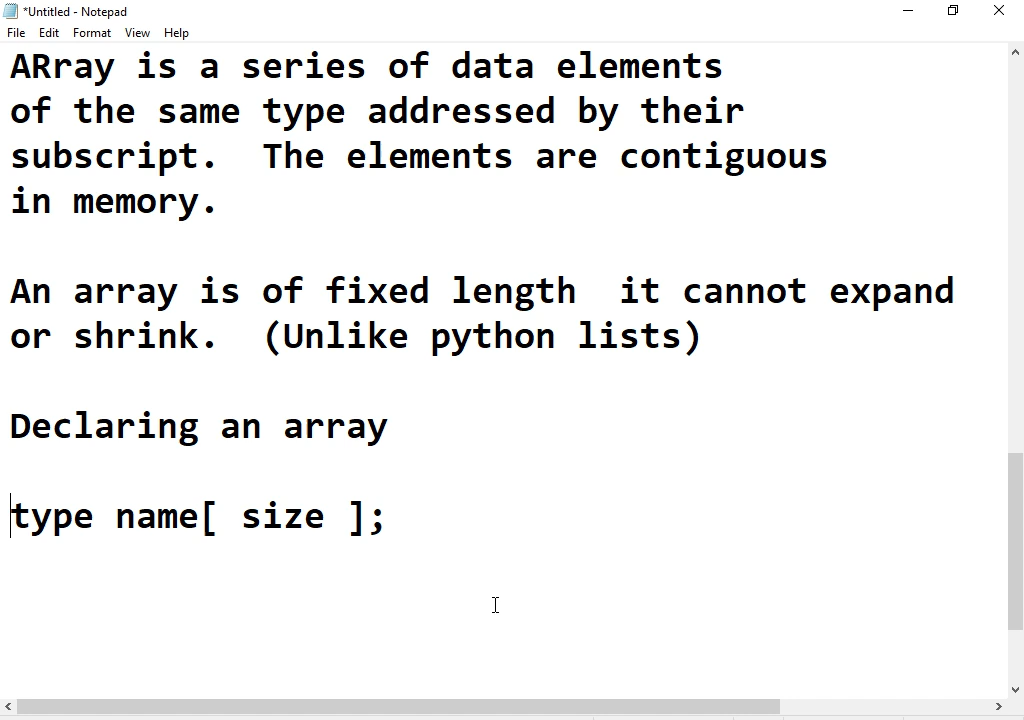 *Untitled - Notepad
File Edit Format View Help
ARray is a series of data elements
of the same type addressed by their
subscript.  The elements are contiguous
in memory.
An array is of fixed length  it cannot expand
or shrink.  (Unlike python lists)
Declaring an array
type name[ size ];